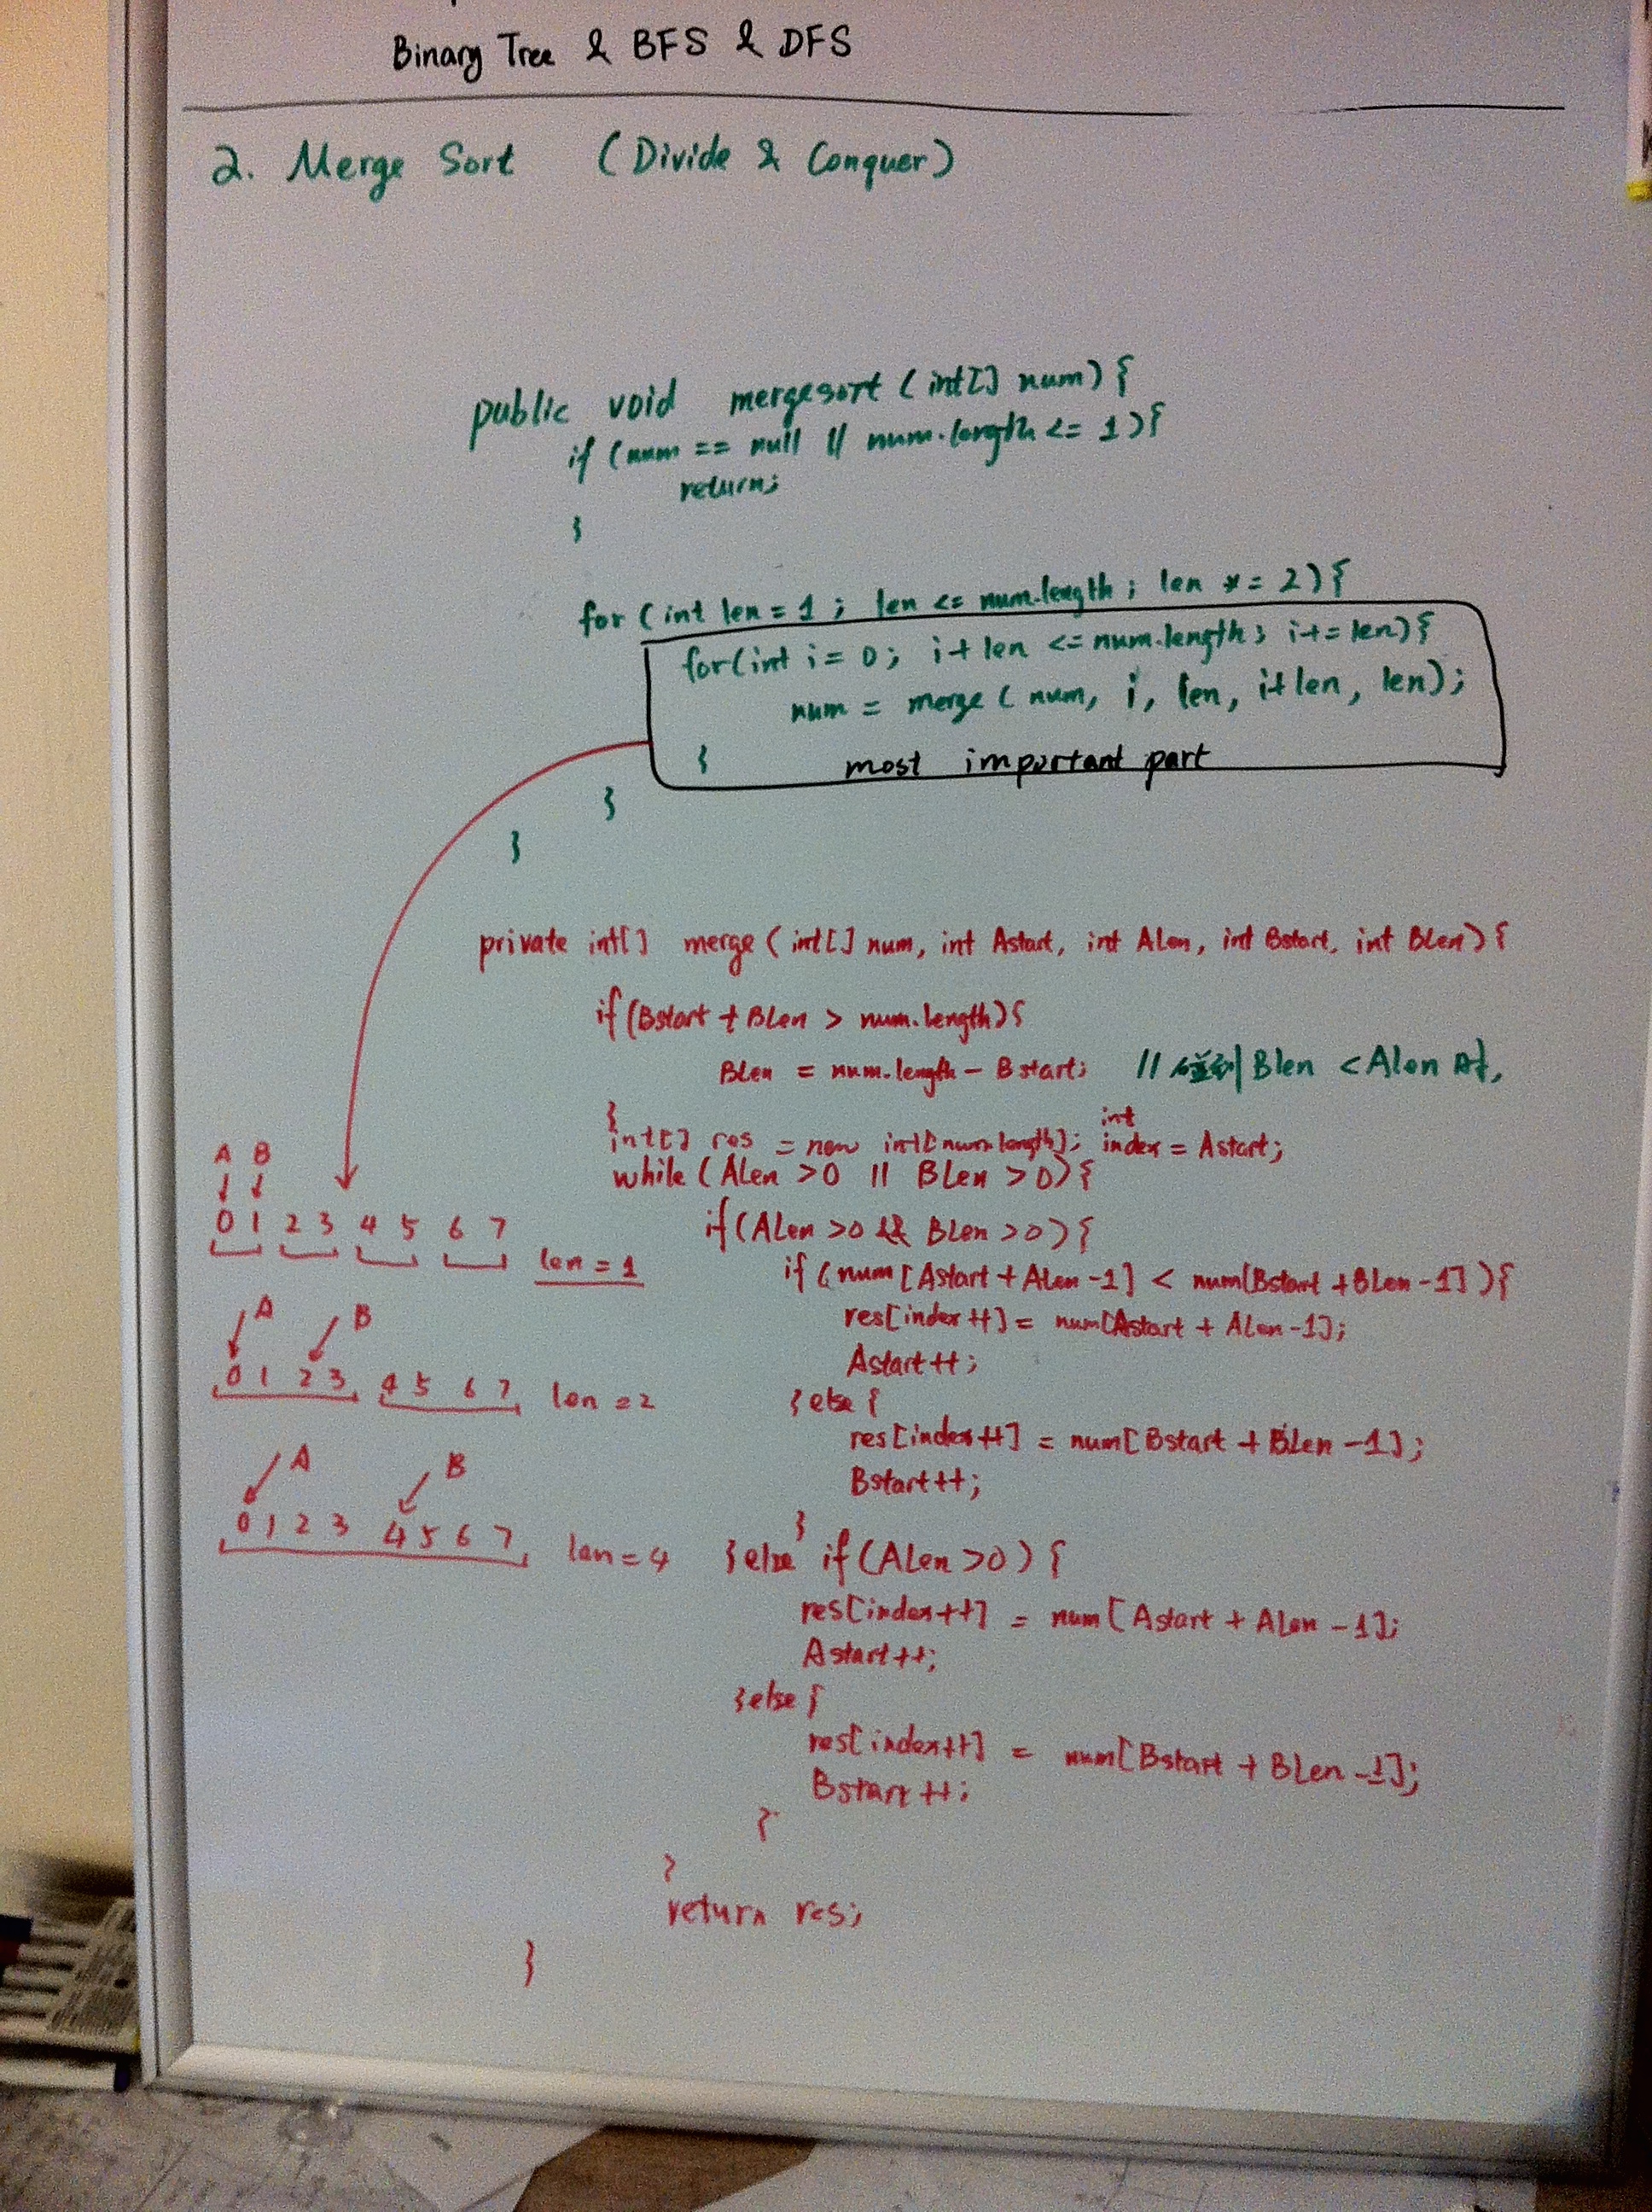 Binary Tree & BFS & DFS
2. Merge Sort (Divide & Conquer)
public void mergesort (int[] num) {
if (num == null || num.length <= 1) {
return;
}
for (int len = 1 ; len <= num.length ; len *= 2) {
for(int i = 0; i + len <= num.length; i += len) {
num = merge ( num, i, len, i+len, len);
} most important part
}
}
private int[] merge ( int[] num, int Astart, int ALen, int Bstart, int BLen) {
if (Bstart + BLen > num.length) {
BLen = num.length - Bstart; // 碰到 Blen < Alen 时,
}
int
int[] res = new int[num.length]; index = Astart;
while (ALen >0 || BLen >0) {
if (ALen >0 && BLen >0) {
if (num [Astart + ALen -1] < num[Bstart + BLen -1] ) {
res[index ++] = num[Astart + ALen -1];
Astart ++;
} else {
res[index ++] = num[Bstart + BLen -1];
Bstart ++;
}
} else if (ALen >0) {
res[index ++] = num [Astart + ALen -1];
Astart ++;
} else {
res[index ++] = num[Bstart + BLen -1];
Bstart ++;
}
}
return res;
}
A B
0 1 2 3 4 5 6 7 len = 1
A B
0 1 2 3 4 5 6 7 len = 2
A B
0 1 2 3 4 5 6 7 len = 4